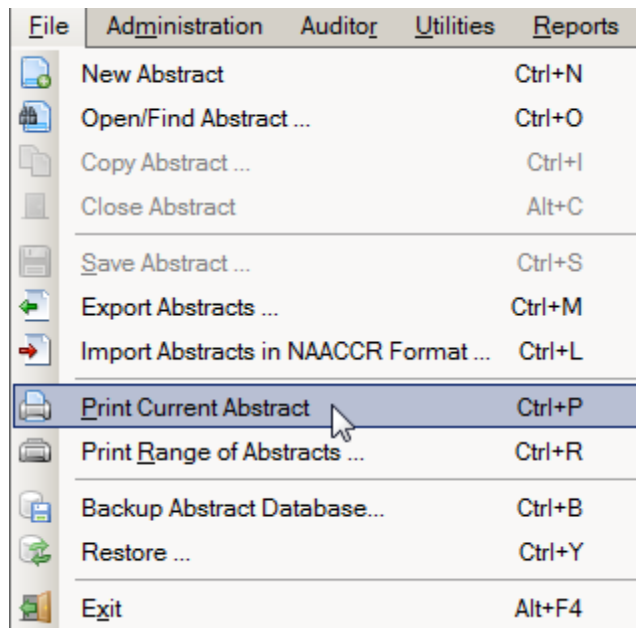 File Administration Auditor Utilities Reports
New Abstract Ctrl+N
Open/Find Abstract ... Ctrl+O
Copy Abstract ... Ctrl+I
Close Abstract Alt+C
Save Abstract ... Ctrl+S
Export Abstracts ... Ctrl+M
Import Abstracts in NAACCR Format ... Ctrl+L
Print Current Abstract Ctrl+P
Print Range of Abstracts ... Ctrl+R
Backup Abstract Database... Ctrl+B
Restore ... Ctrl+Y
Exit Alt+F4